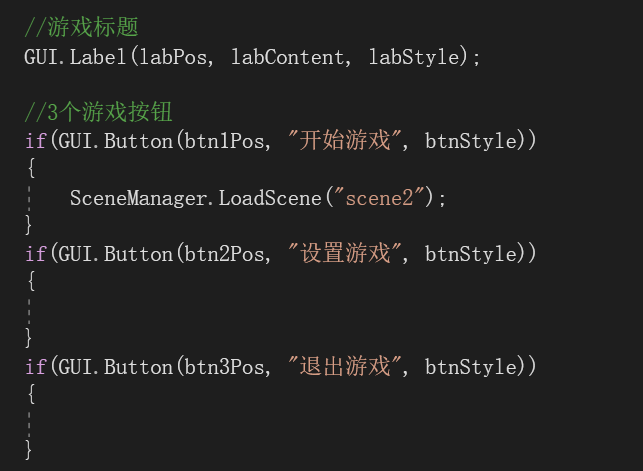 //游戏标题
GUI.Label(labPos, labContent, labStyle);
//3个游戏按钮
if(GUI.Button(btn1Pos, "开始游戏", btnStyle))
{
SceneManager.LoadScene("scene2");
}
if(GUI.Button(btn2Pos, "设置游戏", btnStyle))
{
}
if(GUI.Button(btn3Pos, "退出游戏", btnStyle))
{
}